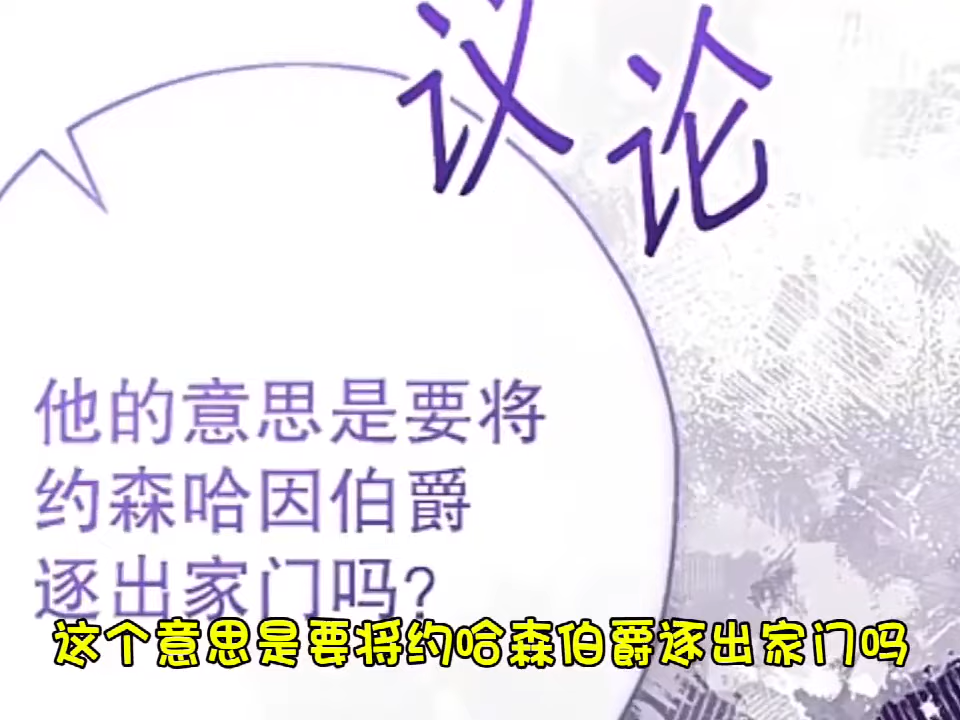 议论
他的意思是要将
约森哈因伯爵
逐出家门吗?
这个意思是要将约哈森伯爵逐出家门吗